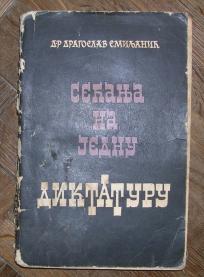 ДР ДРАГОСЛАВ СМИЉАНИЋ
СЕЋАЊА
НА
ЈЕДНУ
ДИКТАТУРУ